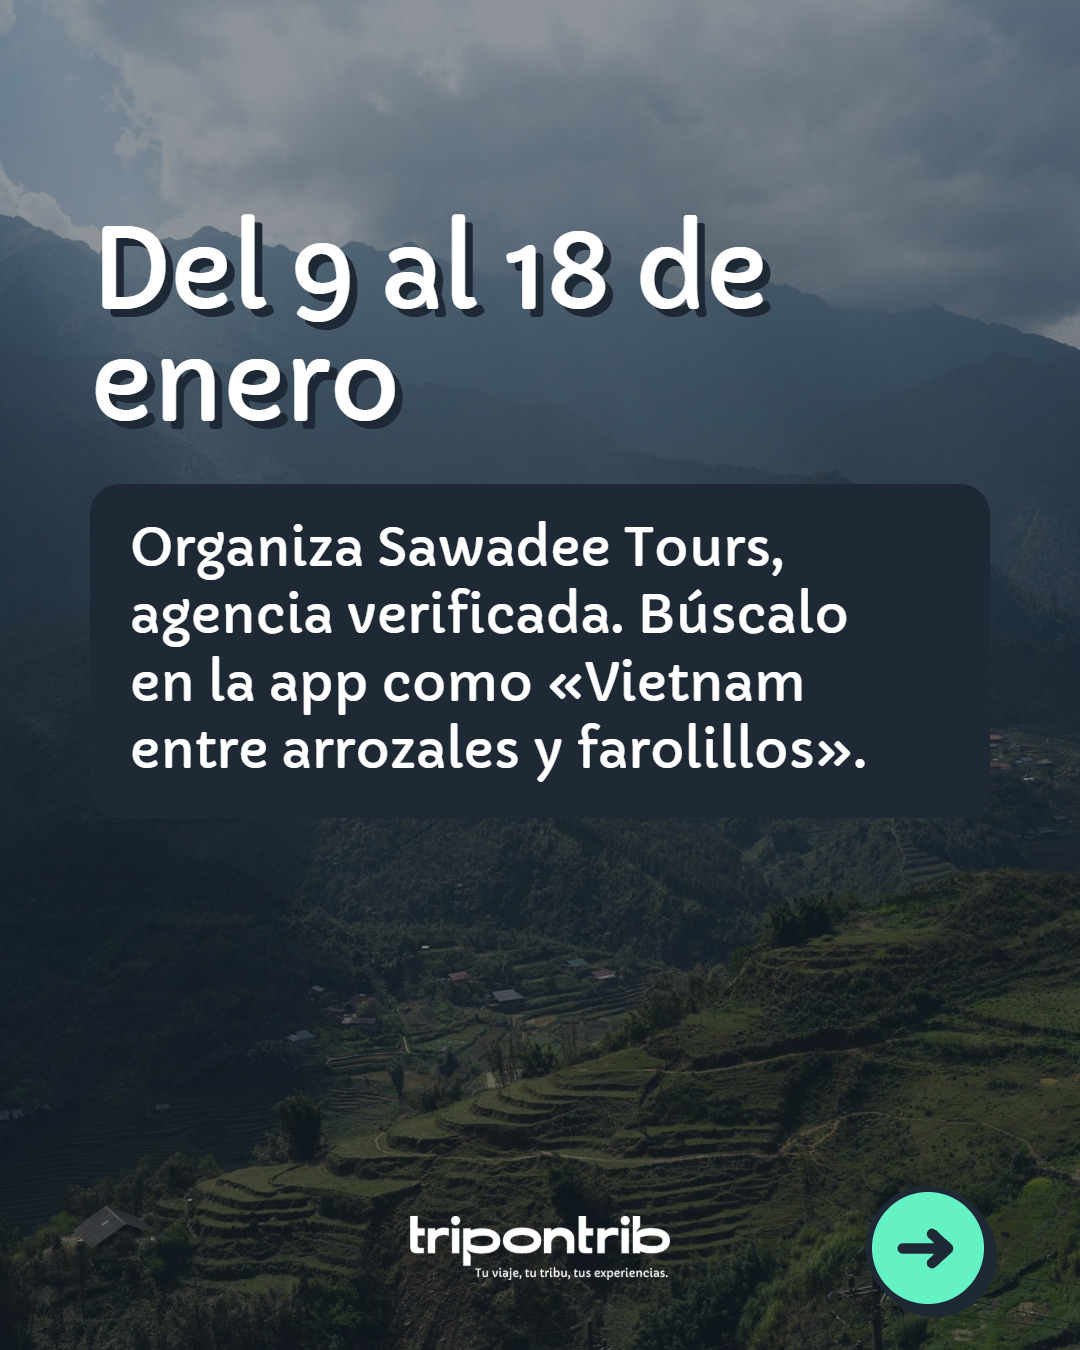 Del 9 al 18 de
enero
Organiza Sawadee Tours,
agencia verificada. Búscalo
en la app como «Vietnam
entre arrozales y farolillos».
tripontrib
Tu viaje, tu tribu, tus experiencias.